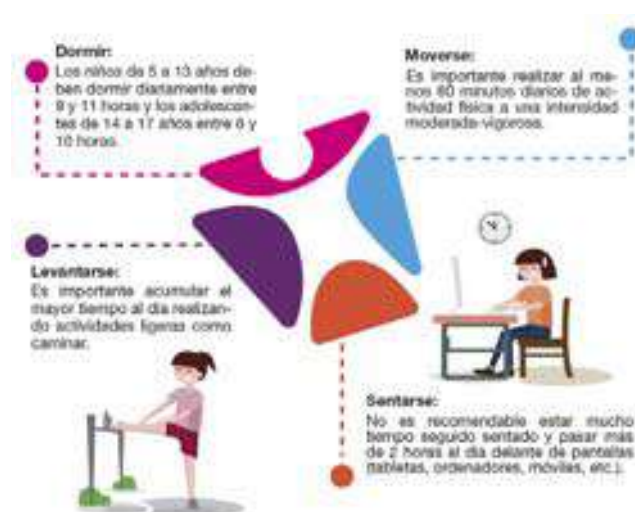 Dormir:
Los niños de 5 a 13 años de-
ben dormir diariamente entre
9 y 11 horas y los adolescen-
tes de 14 a 17 años entre 8 y
10 horas.
Moverse:
Es importante realizar al me-
nos 60 minutos diarios de ac-
tividad física a una intensidad
moderada-vigorosa.
Levantarse:
Es importante acumular el
mayor tiempo al día realizan-
do actividades ligeras como
caminar.
Sentarse:
No es recomendable estar mucho
tiempo seguido sentado y pasar más
de 2 horas al día delante de pantallas
(tabletas, ordenadores, móviles, etc.).